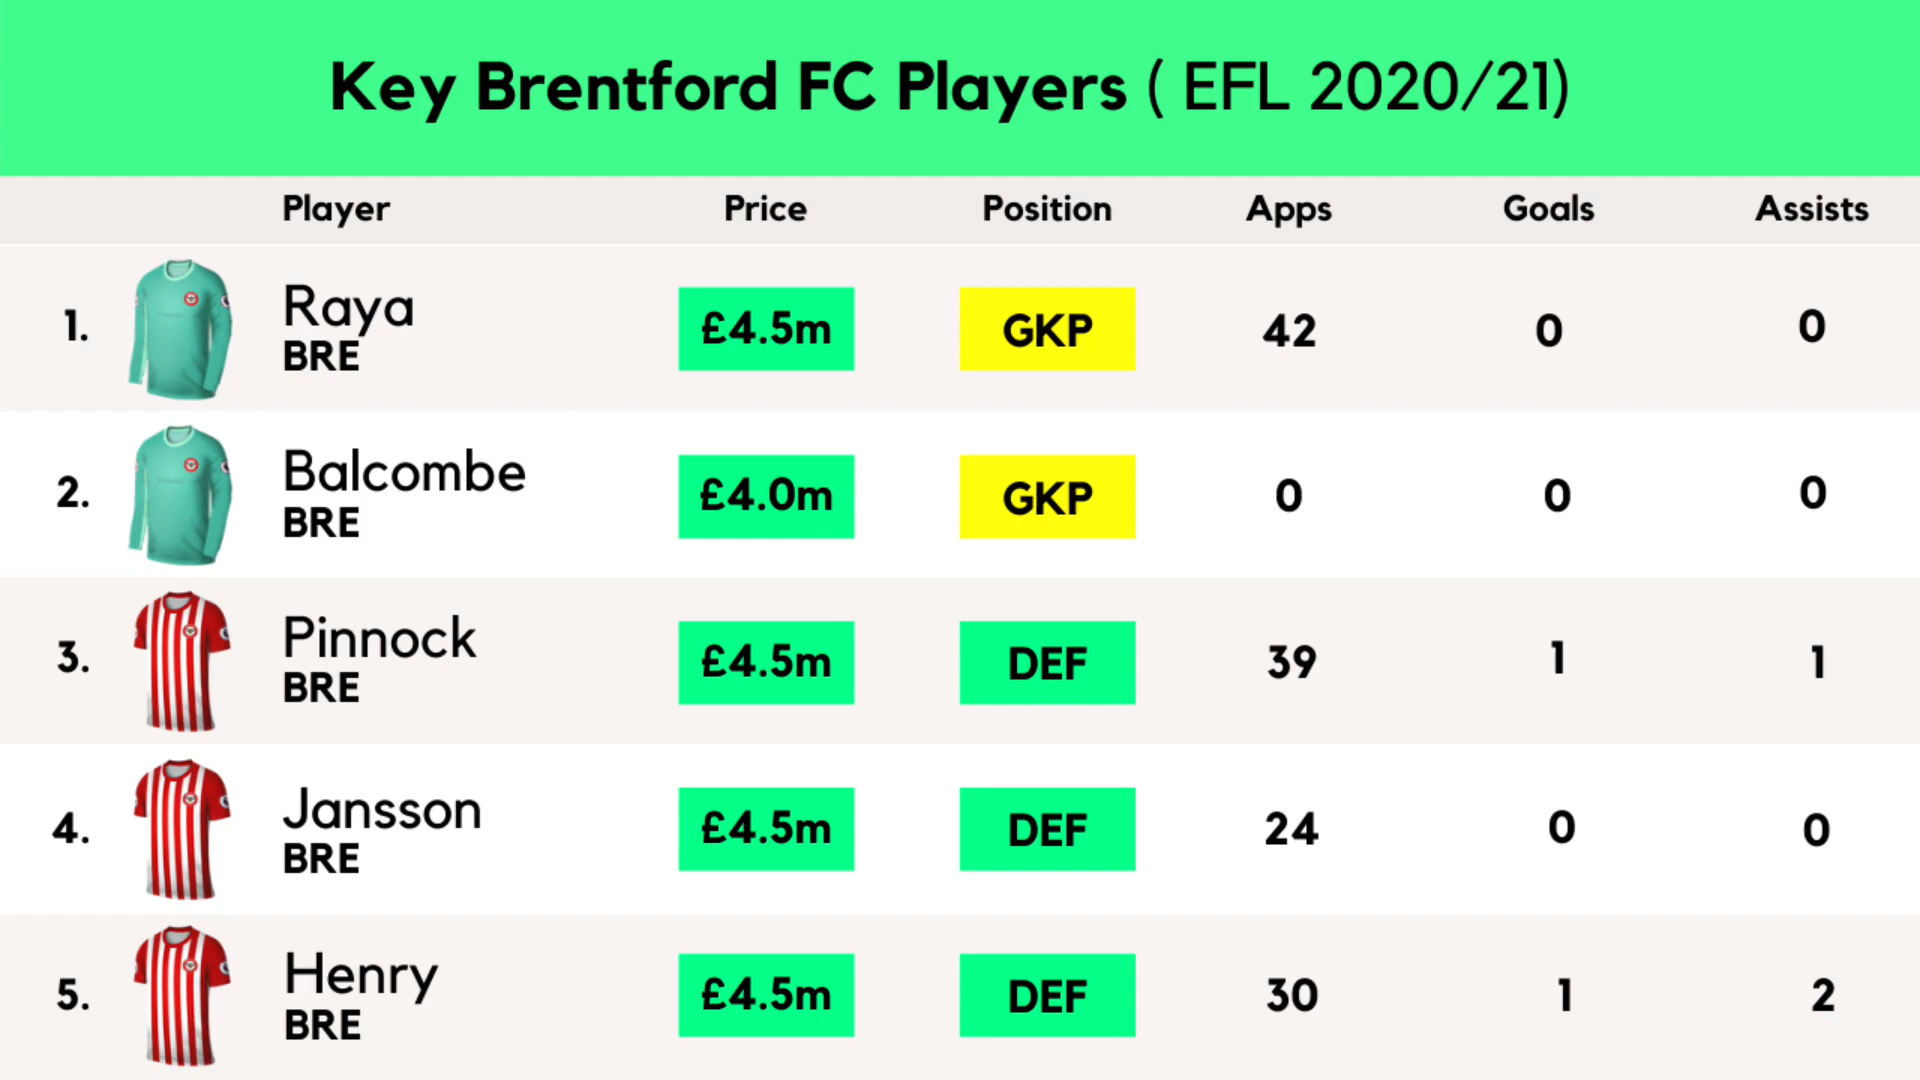 Key Brentford FC Players ( EFL 2020/21)
Player Price Position Apps Goals Assists
1. Raya BRE £4.5m GKP 42 0 0
2. Balcombe BRE £4.0m GKP 0 0 0
3. Pinnock BRE £4.5m DEF 39 1 1
4. Jansson BRE £4.5m DEF 24 0 0
5. Henry BRE £4.5m DEF 30 1 2